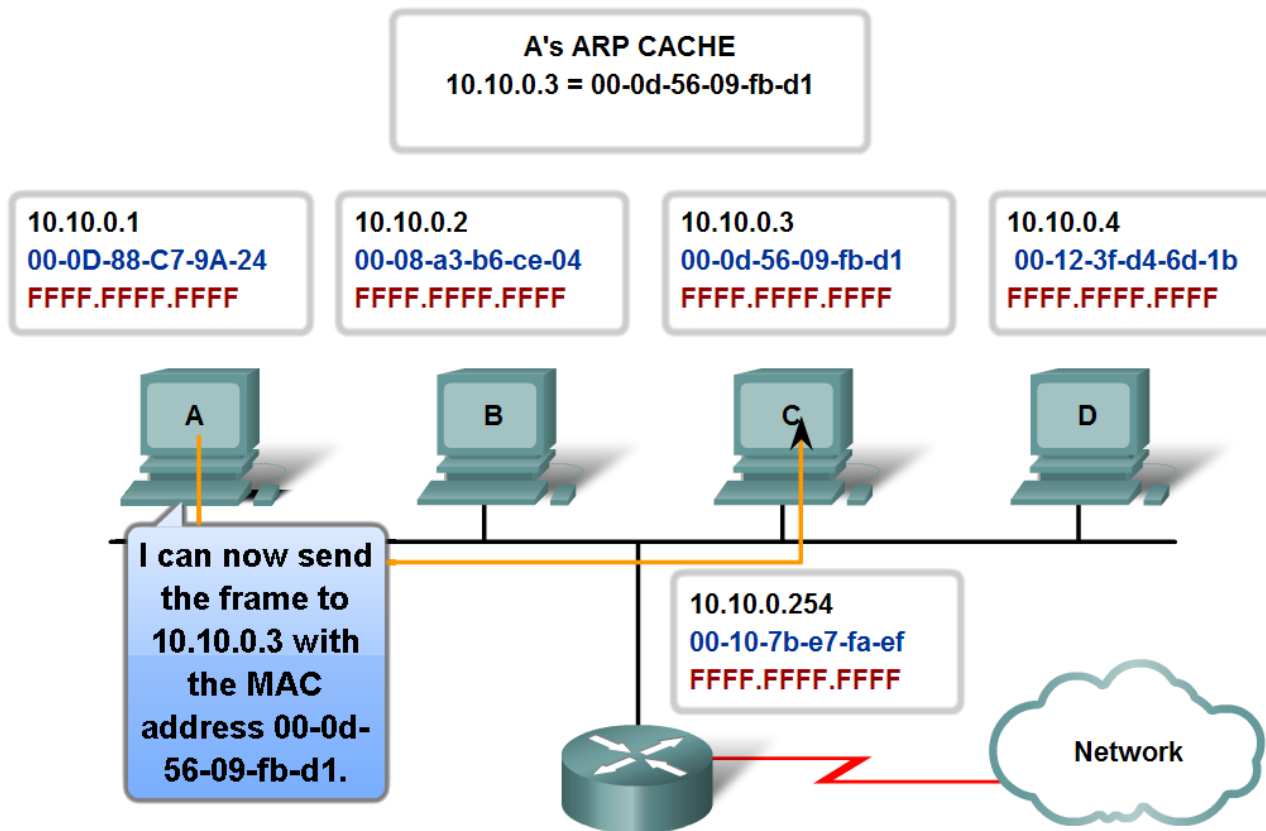 A's ARP CACHE
10.10.0.3 = 00-0d-56-09-fb-d1
10.10.0.1
00-0D-88-C7-9A-24
FFFF.FFFF.FFFF
10.10.0.2
00-08-a3-b6-ce-04
FFFF.FFFF.FFFF
10.10.0.3
00-0d-56-09-fb-d1
FFFF.FFFF.FFFF
10.10.0.4
00-12-3f-d4-6d-1b
FFFF.FFFF.FFFF
A
B
C
D
I can now send
the frame to
10.10.0.3 with
the MAC
address 00-0d-
56-09-fb-d1.
10.10.0.254
00-10-7b-e7-fa-ef
FFFF.FFFF.FFFF
Network